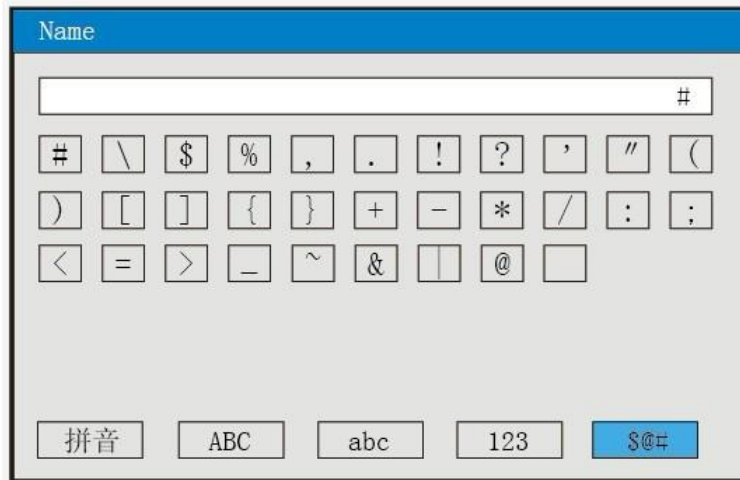 Name
#
# \ $ % , . ! ? ' " (
) [ ] { } + - * / : ;
< = > _ ~ & | @
拼音 ABC abc 123 $@#